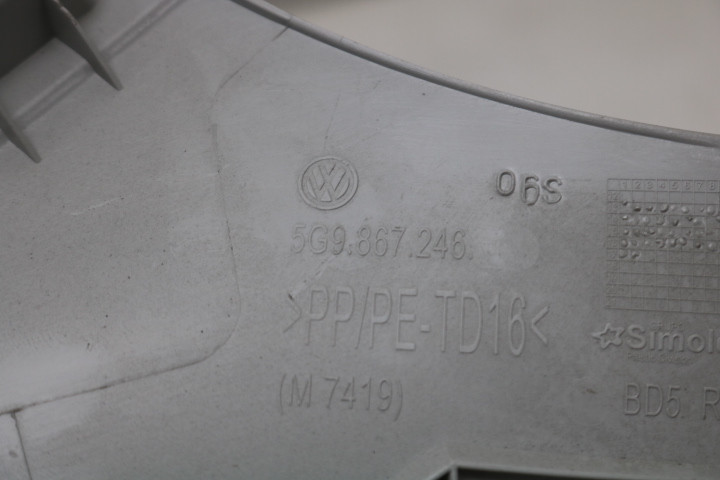 06S
5G9.867.246.
>PP/PE-TD16<
Simol
(M 7419)
BD5. R